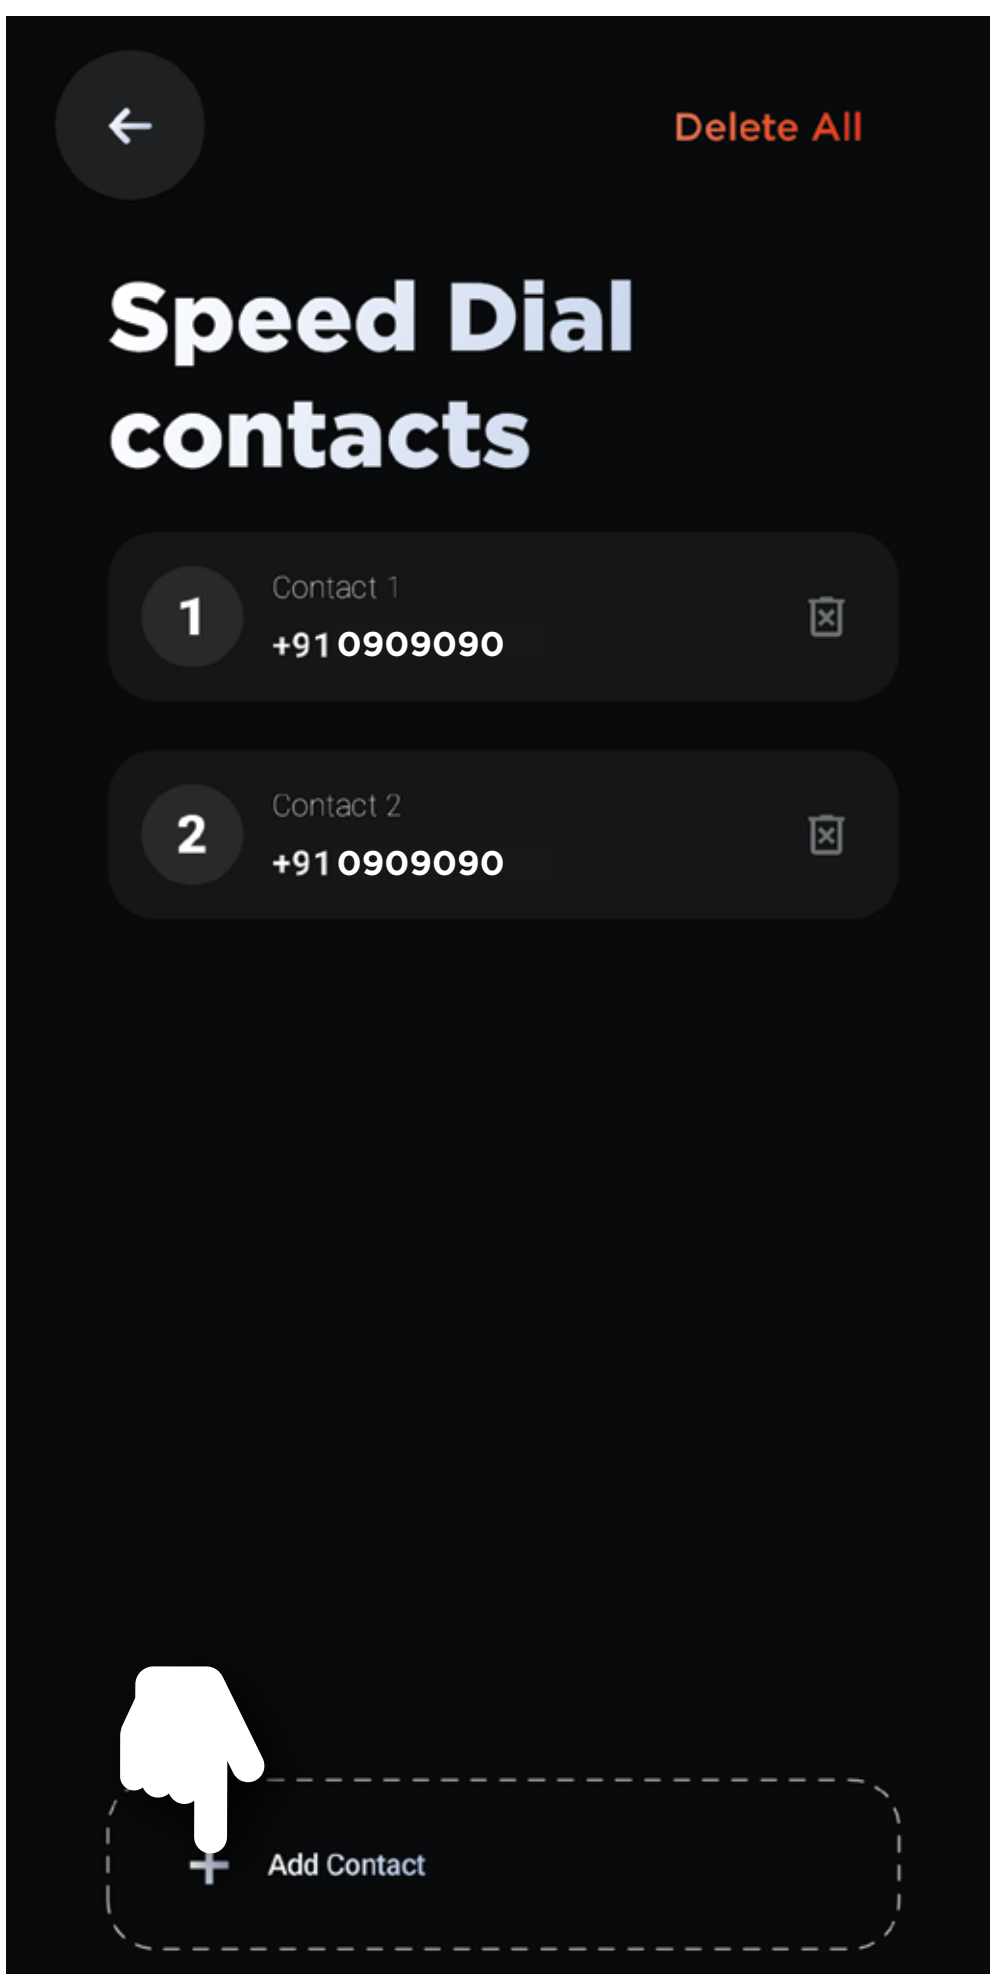 Delete All
Speed Dial
contacts
1
Contact 1
+91 0909090
2
Contact 2
+91 0909090
+ Add Contact